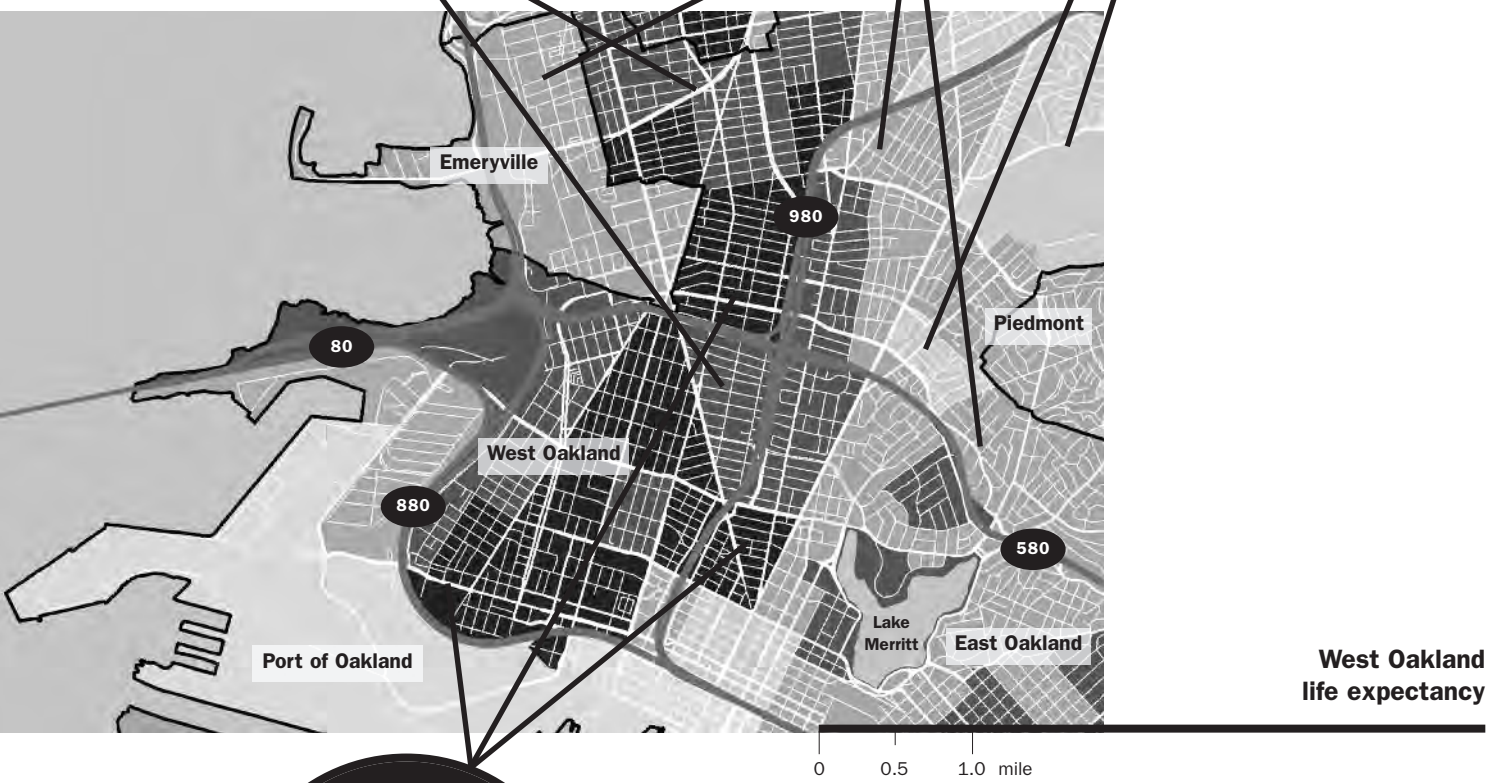 Emeryville
980
Piedmont
80
West Oakland
880
580
Lake
Merritt
East Oakland
Port of Oakland
West Oakland
life expectancy
0 0.5 1.0 mile